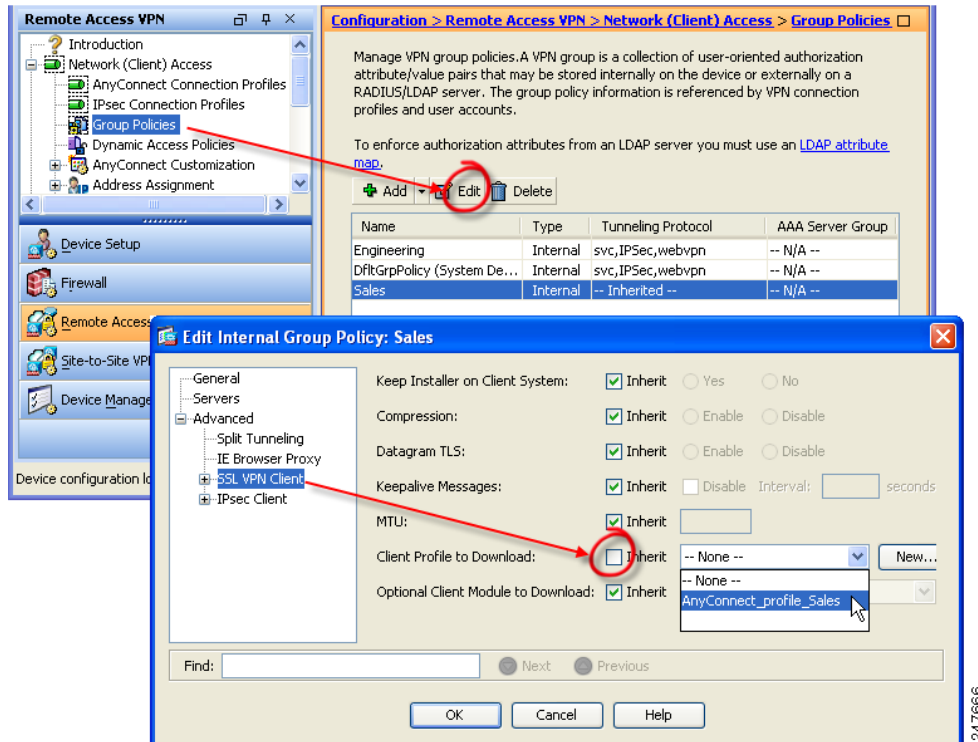 Remote Access VPN
Introduction
Network (Client) Access
AnyConnect Connection Profiles
IPsec Connection Profiles
Group Policies
Dynamic Access Policies
AnyConnect Customization
Address Assignment
Device Setup
Firewall
Remote Access
Site-to-Site VP
Device Manage
Device configuration lo
Configuration > Remote Access VPN > Network (Client) Access > Group Policies
Manage VPN group policies.A VPN group is a collection of user-oriented authorization
attribute/value pairs that may be stored internally on the device or externally on a
RADIUS/LDAP server. The group policy information is referenced by VPN connection
profiles and user accounts.
To enforce authorization attributes from an LDAP server you must use an LDAP attribute
map.
Add Edit Delete
Name Type Tunneling Protocol AAA Server Group
Engineering Internal svc,IPSec,webvpn -- N/A --
DfltGrpPolicy (System De... Internal svc,IPSec,webvpn -- N/A --
Sales Internal -- Inherited -- -- N/A --
Edit Internal Group Policy: Sales
General
Servers
Advanced
Split Tunneling
IE Browser Proxy
SSL VPN Client
IPsec Client
Keep Installer on Client System: Inherit Yes No
Compression: Inherit Enable Disable
Datagram TLS: Inherit Enable Disable
Keepalive Messages: Inherit Disable Interval: seconds
MTU: Inherit
Client Profile to Download: Inherit -- None -- New...
-- None --
AnyConnect_profile_Sales
Optional Client Module to Download: Inherit
Find: Next Previous
OK Cancel Help
247666